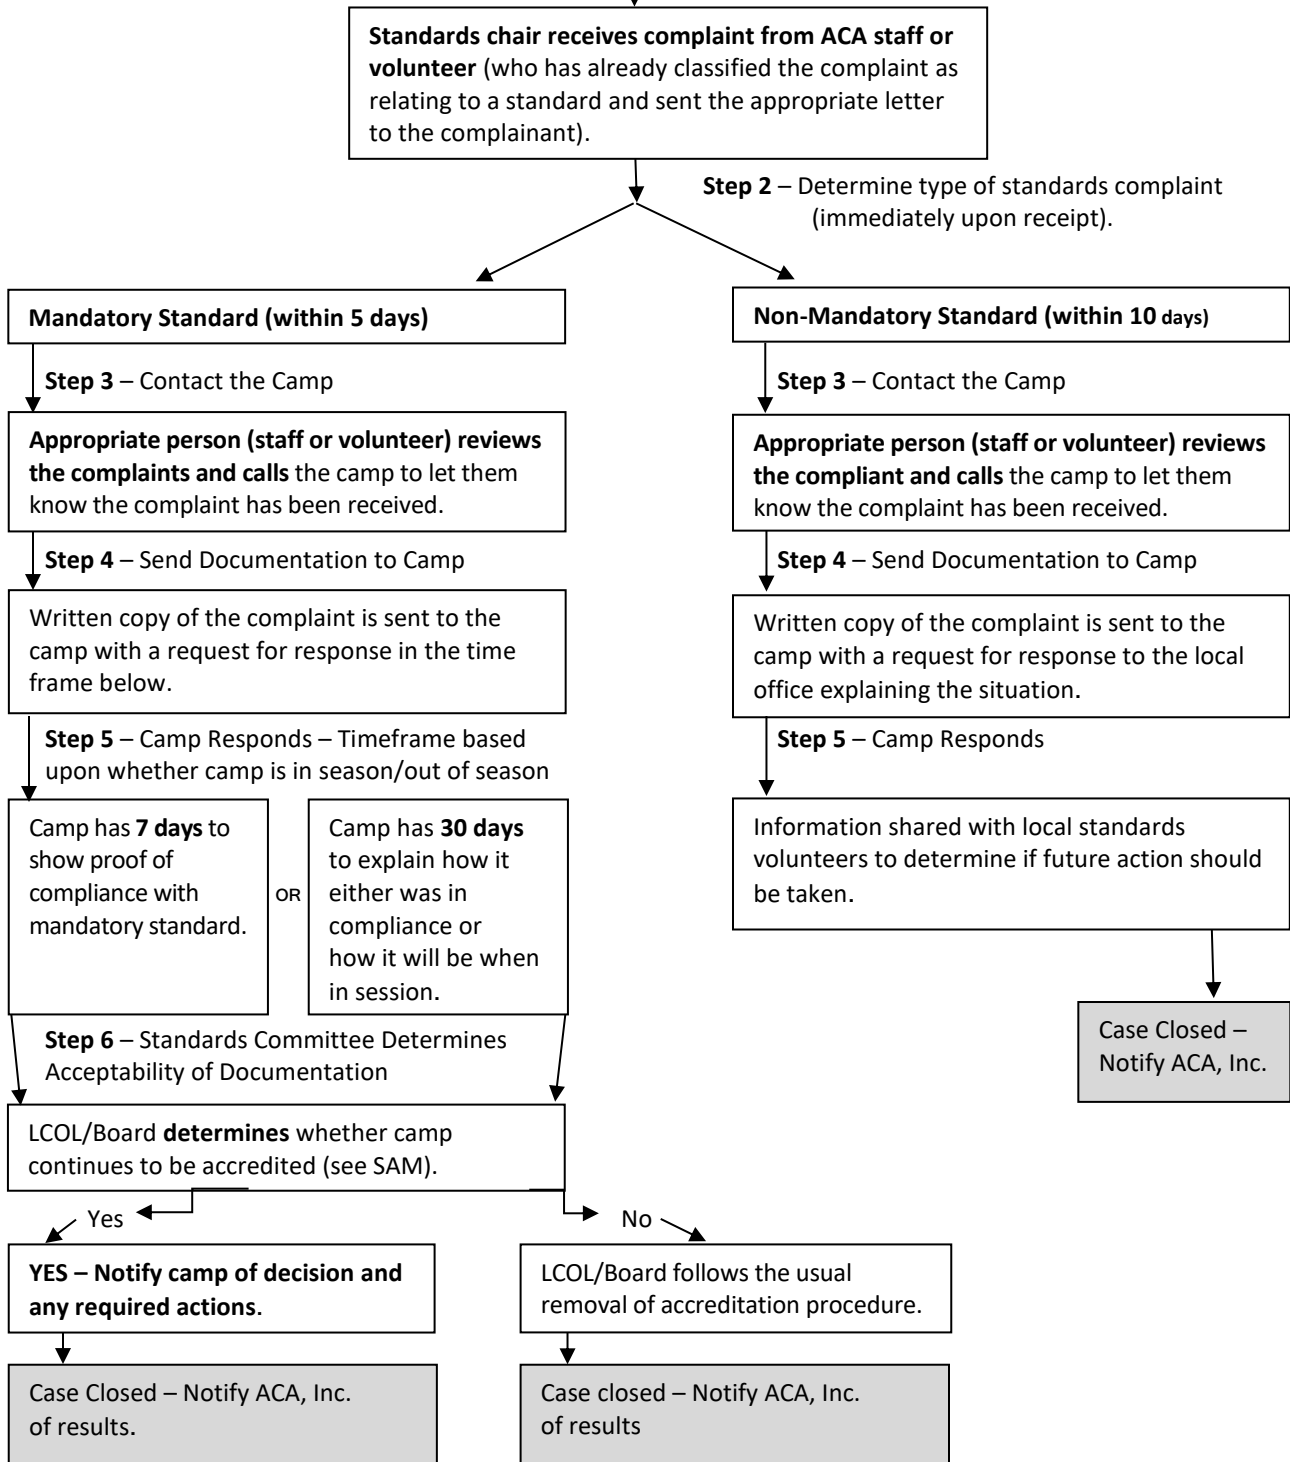 Standards chair receives complaint from ACA staff or
volunteer (who has already classified the complaint as
relating to a standard and sent the appropriate letter
to the complainant).
Step 2 – Determine type of standards complaint
(immediately upon receipt).
Mandatory Standard (within 5 days)
Step 3 – Contact the Camp
Appropriate person (staff or volunteer) reviews
the complaints and calls the camp to let them
know the complaint has been received.
Step 4 – Send Documentation to Camp
Written copy of the complaint is sent to the
camp with a request for response in the time
frame below.
Step 5 – Camp Responds – Timeframe based
upon whether camp is in season/out of season
Camp has 7 days to
show proof of
compliance with
mandatory standard.
OR
Camp has 30 days
to explain how it
either was in
compliance or
how it will be when
in session.
Step 6 – Standards Committee Determines
Acceptability of Documentation
LCOL/Board determines whether camp
continues to be accredited (see SAM).
Yes
No
YES – Notify camp of decision and
any required actions.
LCOL/Board follows the usual
removal of accreditation procedure.
Case Closed – Notify ACA, Inc.
of results.
Case closed – Notify ACA, Inc.
of results
Non-Mandatory Standard (within 10 days)
Step 3 – Contact the Camp
Appropriate person (staff or volunteer) reviews
the compliant and calls the camp to let them
know the complaint has been received.
Step 4 – Send Documentation to Camp
Written copy of the complaint is sent to the
camp with a request for response to the local
office explaining the situation.
Step 5 – Camp Responds
Information shared with local standards
volunteers to determine if future action should
be taken.
Case Closed –
Notify ACA, Inc.